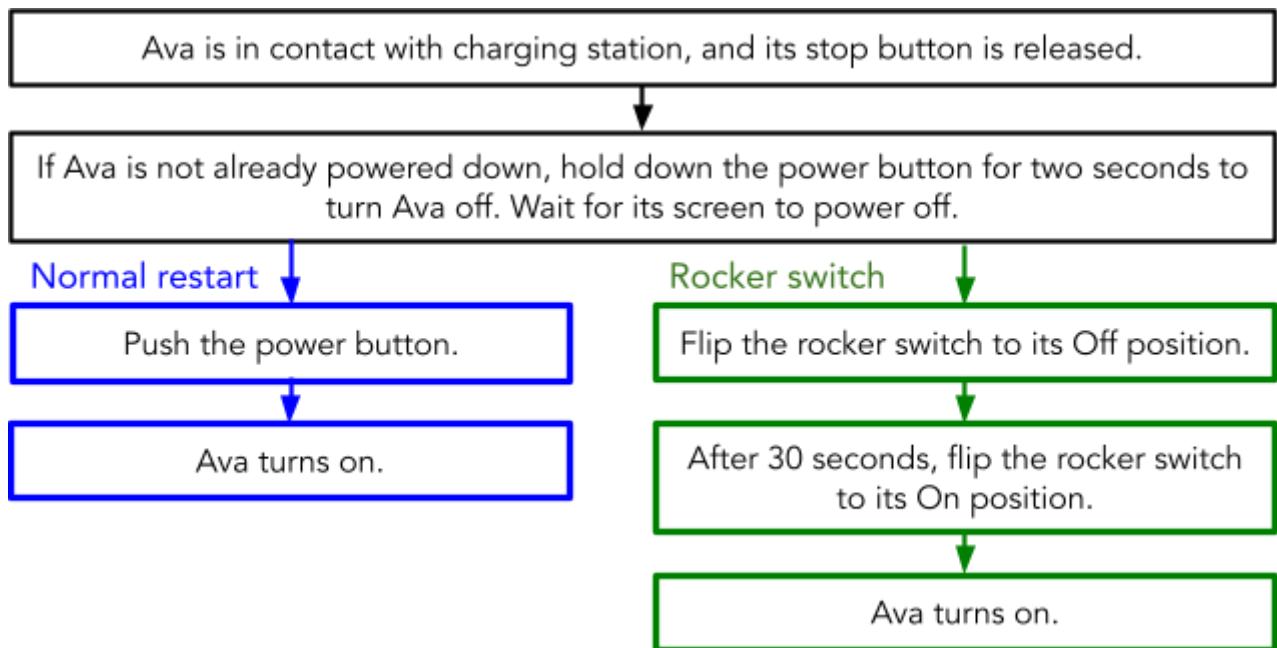 Ava is in contact with charging station, and its stop button is released.
If Ava is not already powered down, hold down the power button for two seconds to
turn Ava off. Wait for its screen to power off.
Normal restart
Push the power button.
Ava turns on.
Rocker switch
Flip the rocker switch to its Off position.
After 30 seconds, flip the rocker switch
to its On position.
Ava turns on.